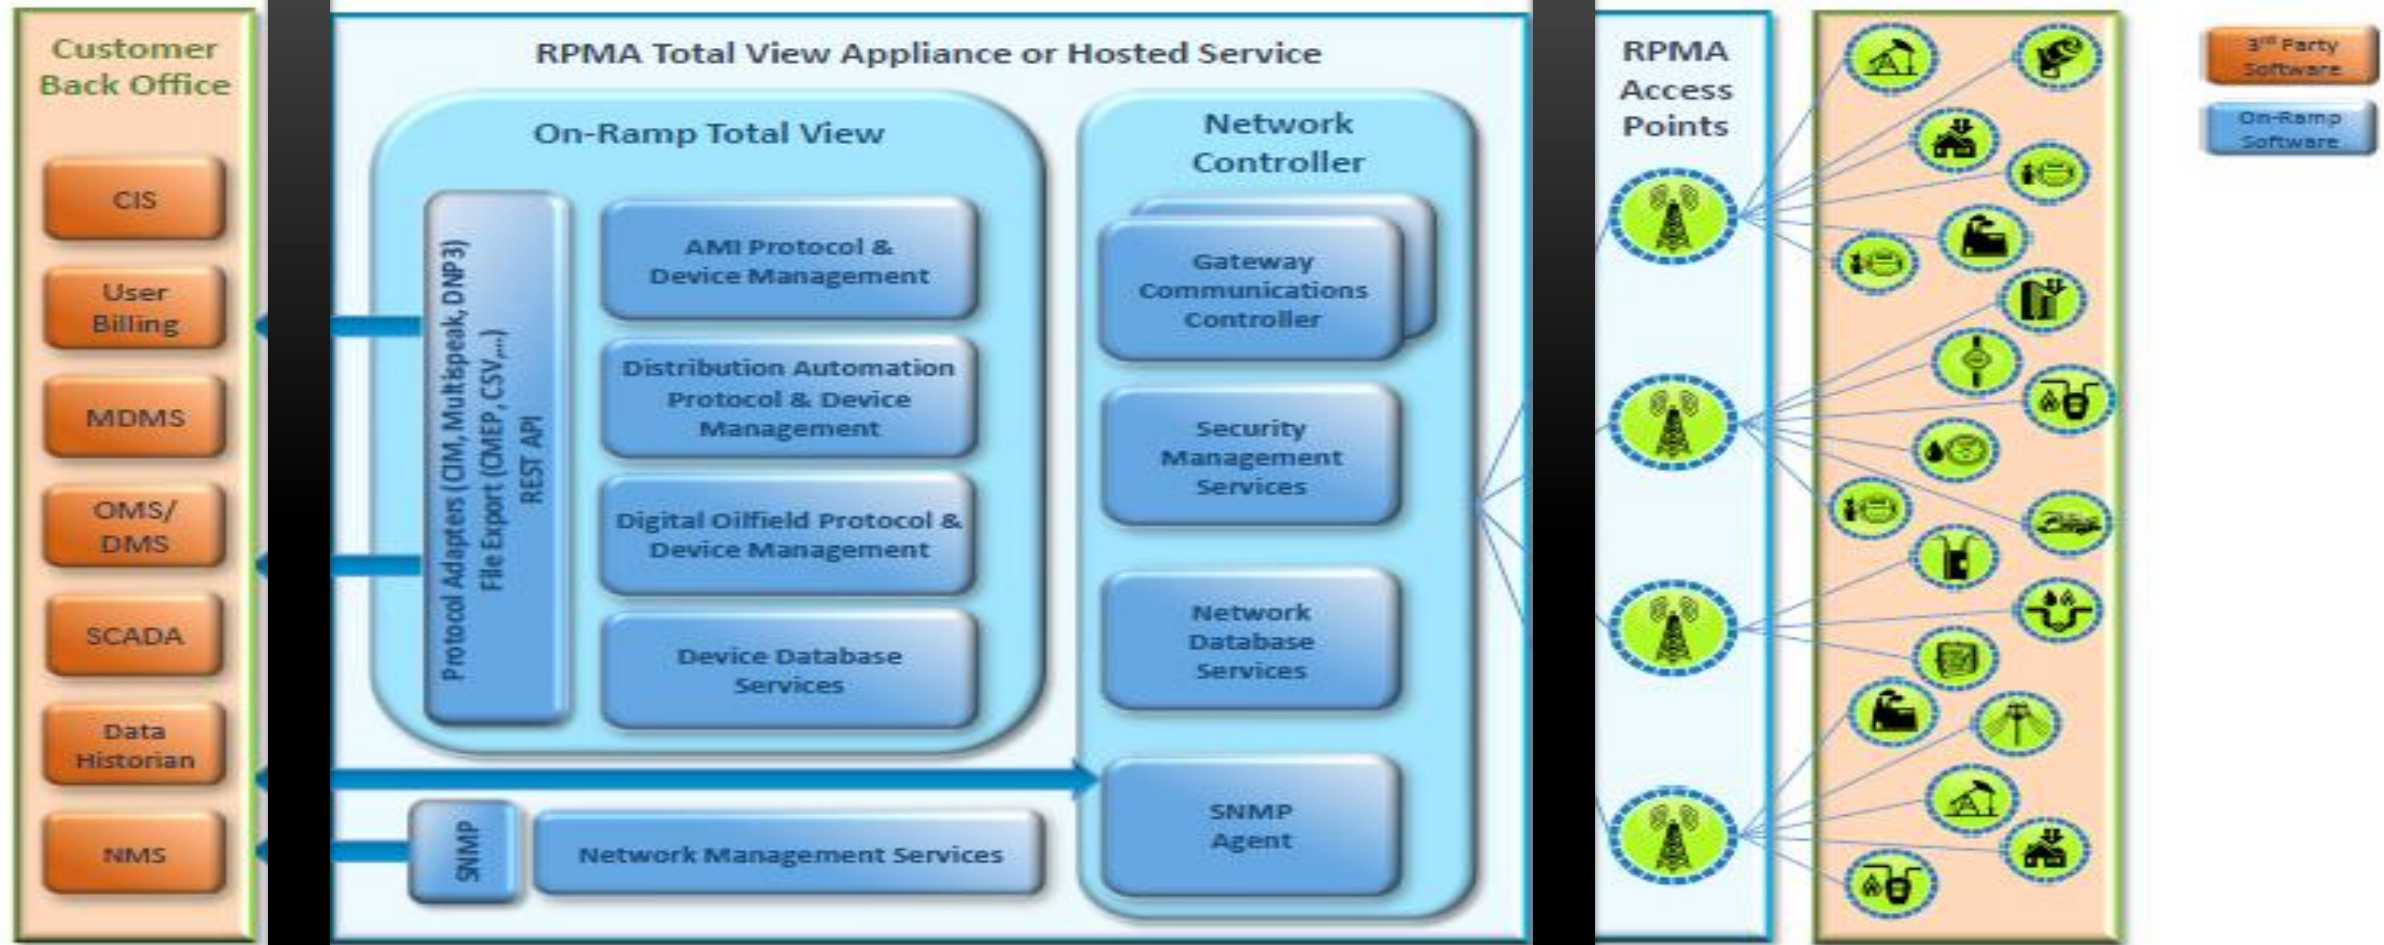 Customer
Back Office
CIS
User
Billing
MDMS
OMS/
DMS
SCADA
Data
Historian
NMS
RPMA Total View Appliance or Hosted Service
On-Ramp Total View
Protocol Adapters (CIM, Multispeak, DNP3)
File Export (CMEP, CSV,...)
REST API
AMI Protocol &
Device Management
Distribution Automation
Protocol & Device
Management
Digital Oilfield Protocol &
Device Management
Device Database
Services
SNMP
Network Management Services
Network
Controller
Gateway
Communications
Controller
Security
Management
Services
Network
Database
Services
SNMP
Agent
RPMA
Access
Points
3rd Party
Software
On-Ramp
Software